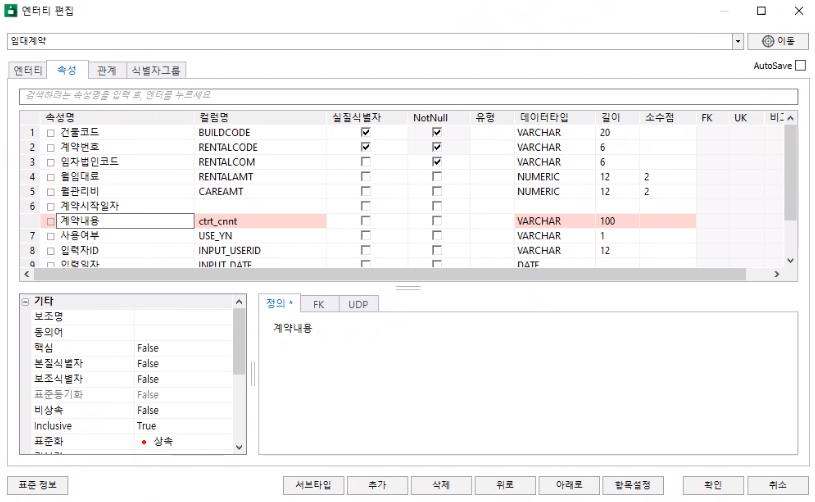 엔터티 편집
임대계약
이동
엔터티 속성 관계 식별자그룹
AutoSave
검색하려는 속성명을 입력 후, 엔터를 누르세요
속성명 컬럼명 실질식별자 NotNull 유형 데이터타입 길이 소수점 FK UK 비고
1 건물코드 BUILDCODE VARCHAR 20
2 계약번호 RENTALCODE VARCHAR 6
3 임차법인코드 RENTALCOM VARCHAR 6
4 월임대료 RENTALAMT NUMERIC 12 2
5 월관리비 CAREAMT NUMERIC 12 2
6 계약시작일자
계약내용 ctrt_cnnt VARCHAR 100
7 사용여부 USE_YN VARCHAR 1
8 입력자ID INPUT_USERID VARCHAR 12
9 입력일자 INPUT_DATE DATE
기타
보조명
동의어
핵심 False
본질식별자 False
보조식별자 False
표준동기화 False
비상속 False
Inclusive True
표준화 상속
정의 * FK UDP
계약내용
표준 정보 서브타입 추가 삭제 위로 아래로 항목설정 확인 취소